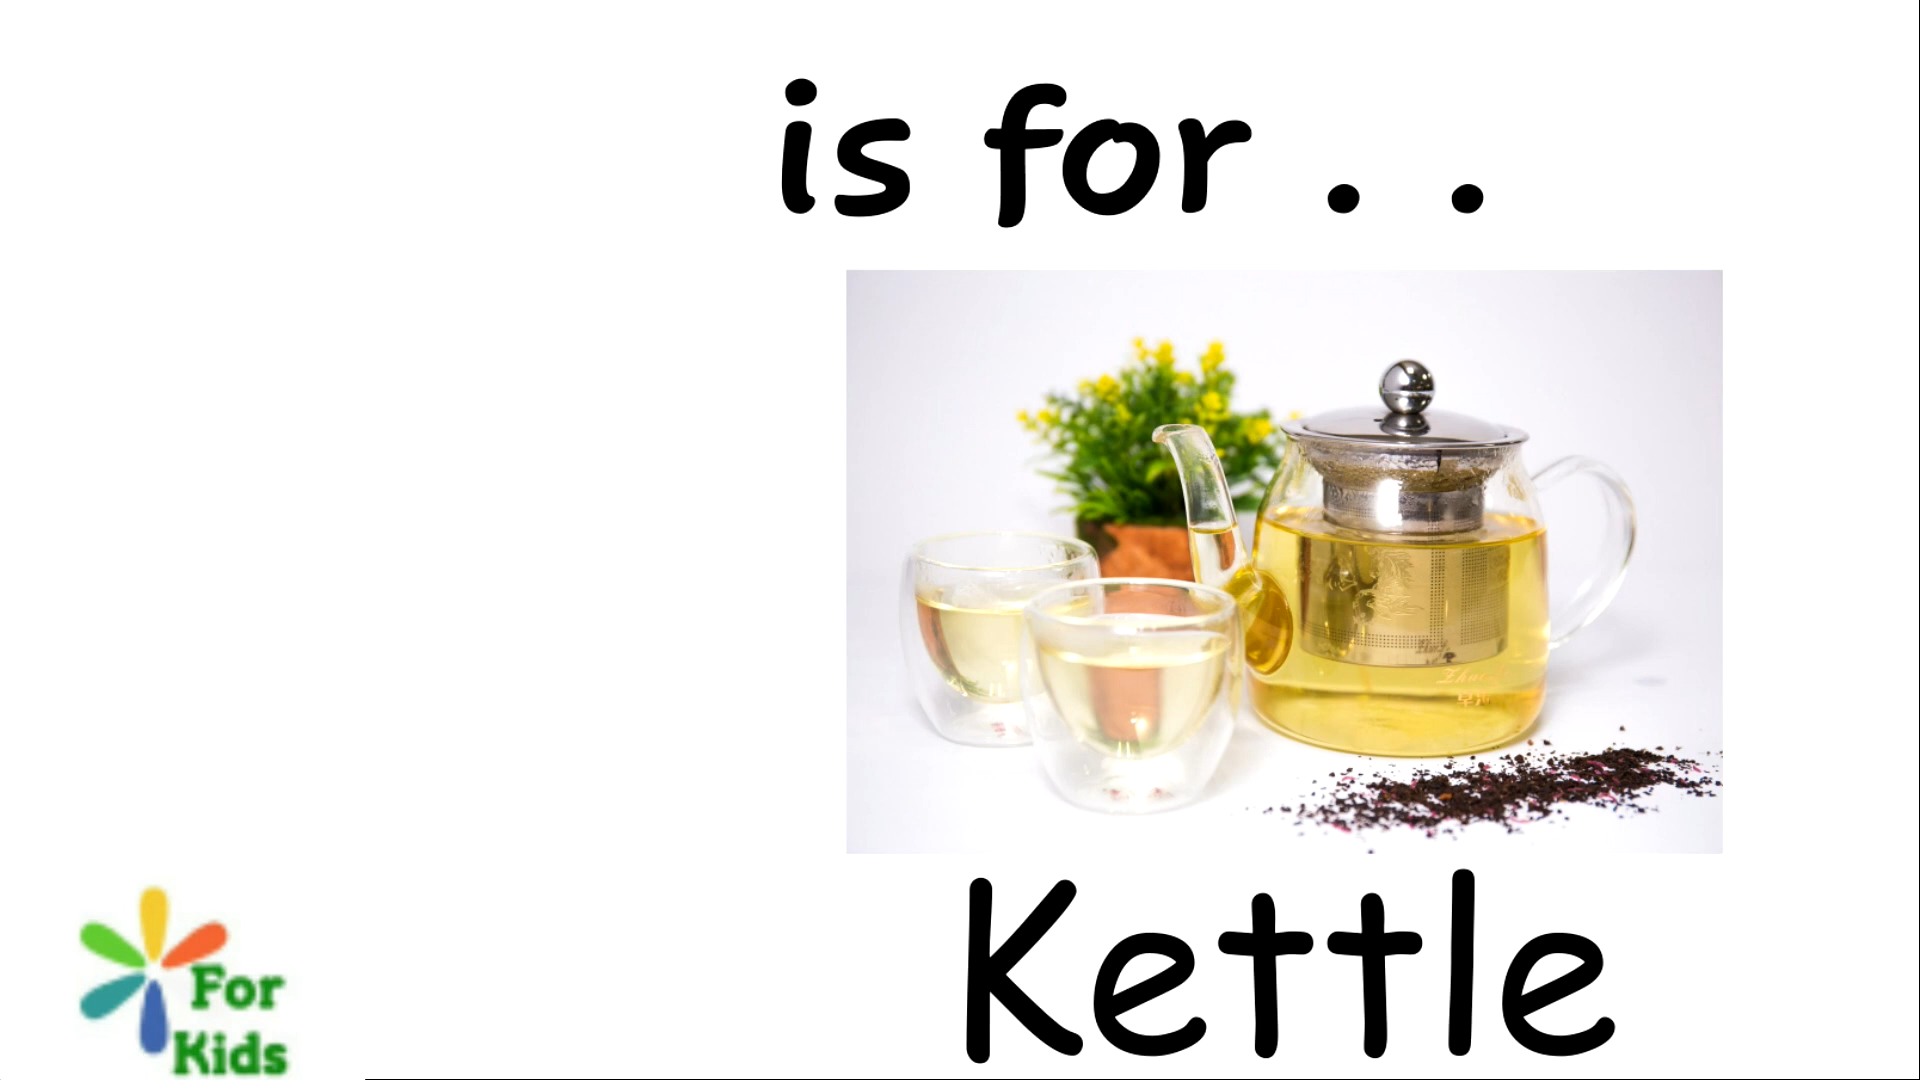 is for . .
Kettle
For
Kids